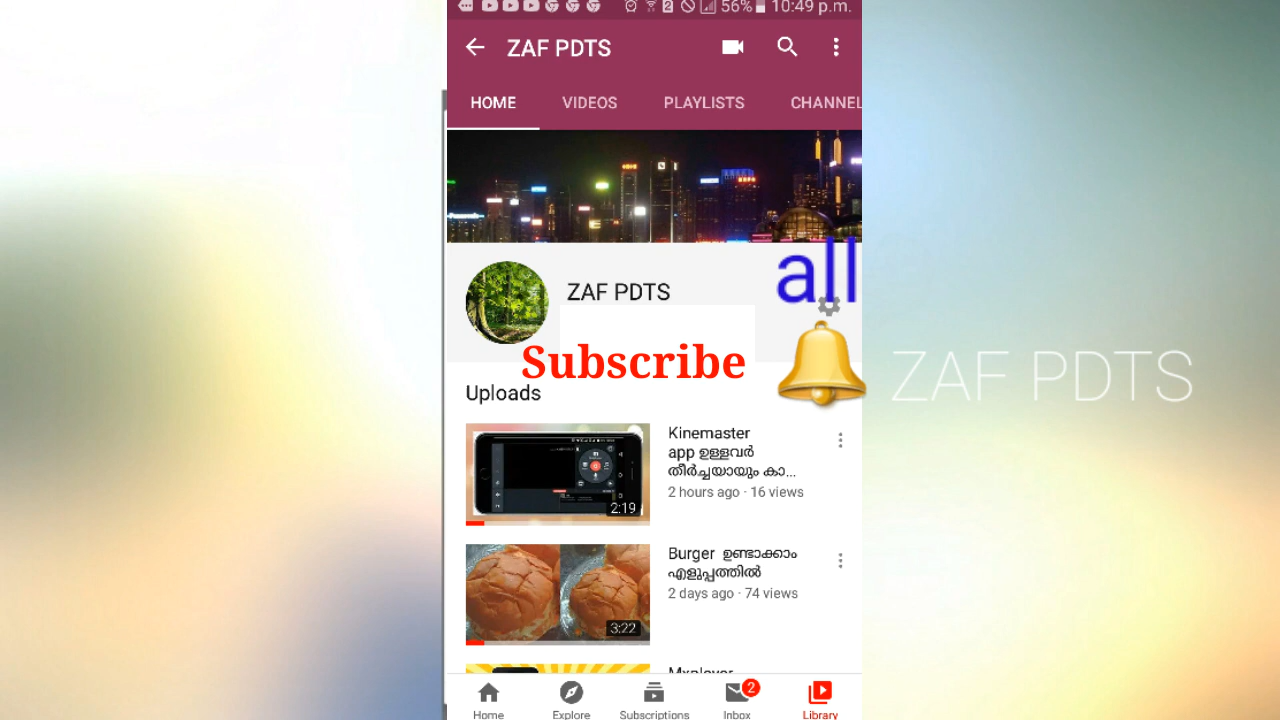 56% 10:49 p.m.
ZAF PDTS
HOME VIDEOS PLAYLISTS CHANNEL
all
ZAF PDTS
Subscribe
ZAF PDTS
Uploads
Kinemaster
app ഉള്ളവർ
തീർച്ചയായും കാ...
2 hours ago · 16 views
2:19
Burger ഉണ്ടാക്കാം
എളുപ്പത്തിൽ
2 days ago · 74 views
3:22
Mxplayer
2
Home Explore Subscriptions Inbox Library